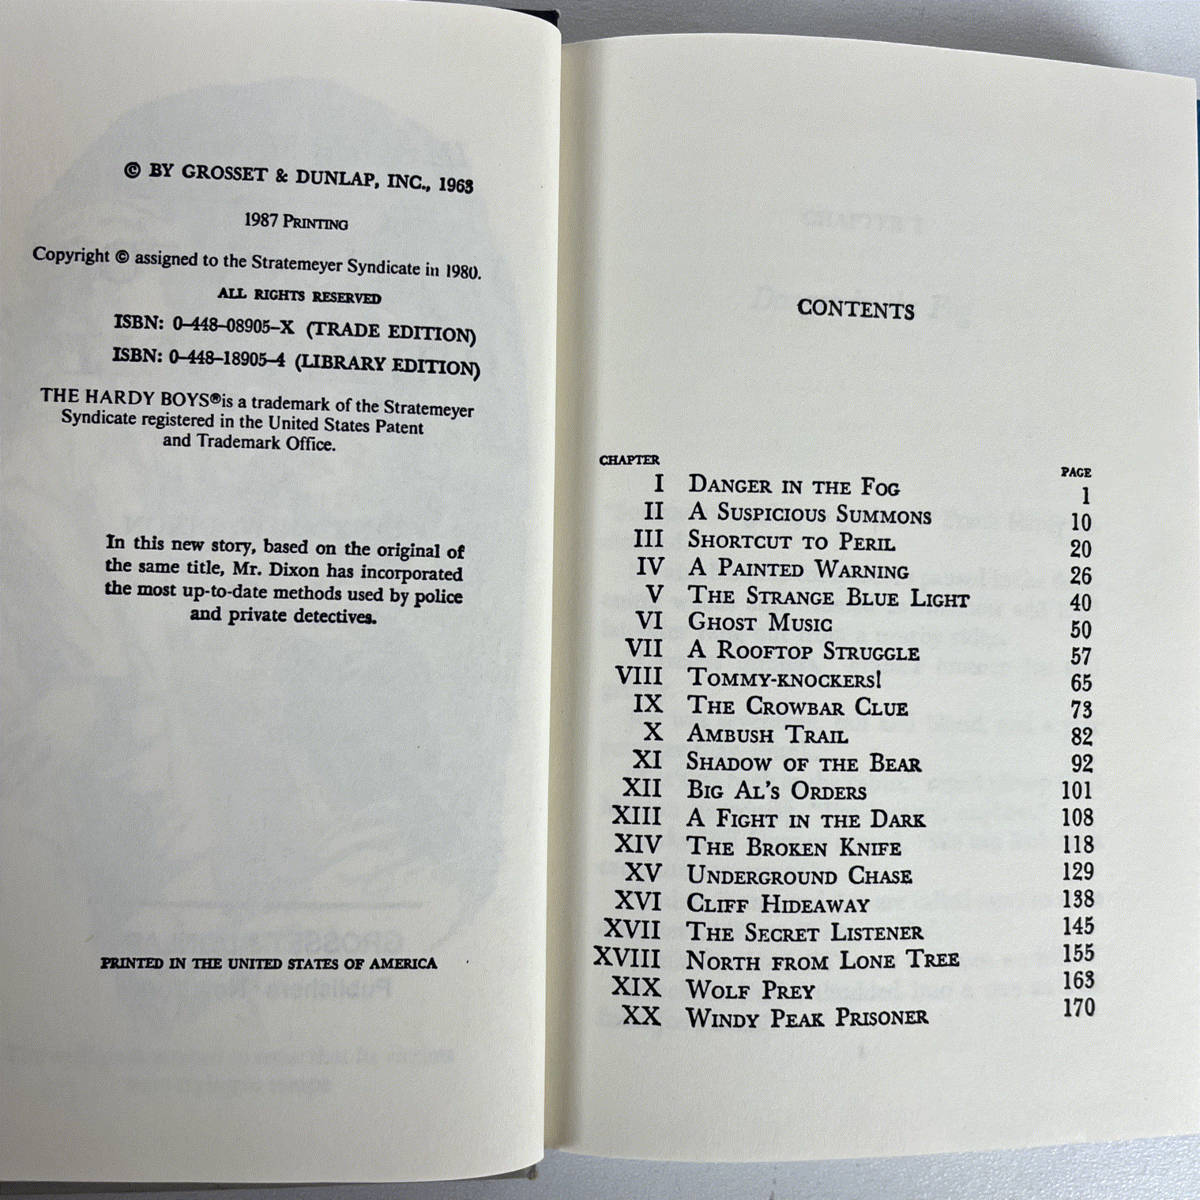 © BY GROSSET & DUNLAP, INC., 1963
1987 PRINTING
Copyright © assigned to the Stratemeyer Syndicate in 1980.
ALL RIGHTS RESERVED
ISBN: 0-448-08905-X (TRADE EDITION)
ISBN: 0-448-18905-4 (LIBRARY EDITION)
THE HARDY BOYS® is a trademark of the Stratemeyer
Syndicate registered in the United States Patent
and Trademark Office.
In this new story, based on the original of
the same title, Mr. Dixon has incorporated
the most up-to-date methods used by police
and private detectives.
PRINTED IN THE UNITED STATES OF AMERICA
CONTENTS
CHAPTER PAGE
I DANGER IN THE FOG 1
II A SUSPICIOUS SUMMONS 10
III SHORTCUT TO PERIL 20
IV A PAINTED WARNING 26
V THE STRANGE BLUE LIGHT 40
VI GHOST MUSIC 50
VII A ROOFTOP STRUGGLE 57
VIII TOMMY-KNOCKERS! 65
IX THE CROWBAR CLUE 73
X AMBUSH TRAIL 82
XI SHADOW OF THE BEAR 92
XII BIG AL'S ORDERS 101
XIII A FIGHT IN THE DARK 108
XIV THE BROKEN KNIFE 118
XV UNDERGROUND CHASE 129
XVI CLIFF HIDEAWAY 138
XVII THE SECRET LISTENER 145
XVIII NORTH FROM LONE TREE 155
XIX WOLF PREY 163
XX WINDY PEAK PRISONER 170